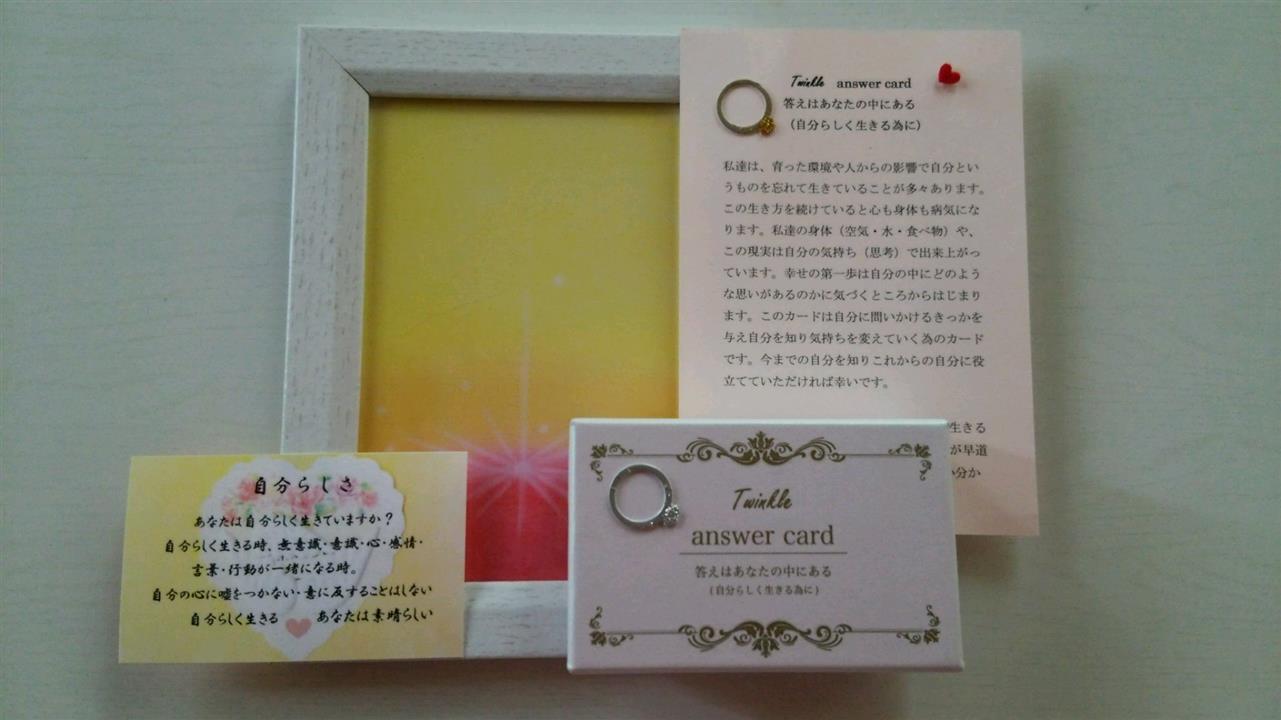 Twinkle answer card
答えはあなたの中にある
（自分らしく生きる為に）
私達は、育った環境や人からの影響で自分とい
うものを忘れて生きていることが多々あります。
この生き方を続けていると心も身体も病気にな
ります。私達の身体（空気・水・食べ物）や、
この現実は自分の気持ち（思考）で出来上がっ
ています。幸せの第一歩は自分の中にどのよう
な思いがあるのかに気づくところからはじまり
ます。このカードは自分に問いかけるきっかを
与え自分を知り気持ちを変えていく為のカード
です。今までの自分を知りこれからの自分に役
立てていただければ幸いです。
生きる
が早道
い分か
自分らしさ
あなたは自分らしく生きていますか？
自分らしく生きる時、無意識・意識・心・感情・
言葉・行動が一緒になる時。
自分の心に嘘をつかない・意に反することはしない
自分らしく生きる あなたは素晴らしい
Twinkle
answer card
答えはあなたの中にある
(自分らしく生きる為に)